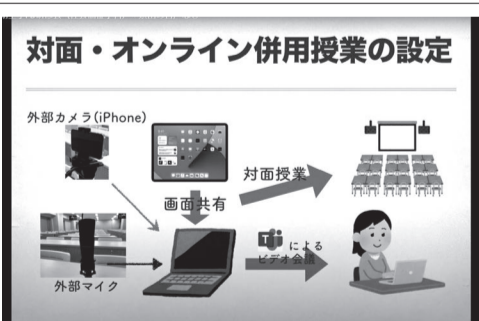 対面・オンライン併用授業の設定
外部カメラ(iPhone)
対面授業
画面共有
による
ビデオ会議
外部マイク